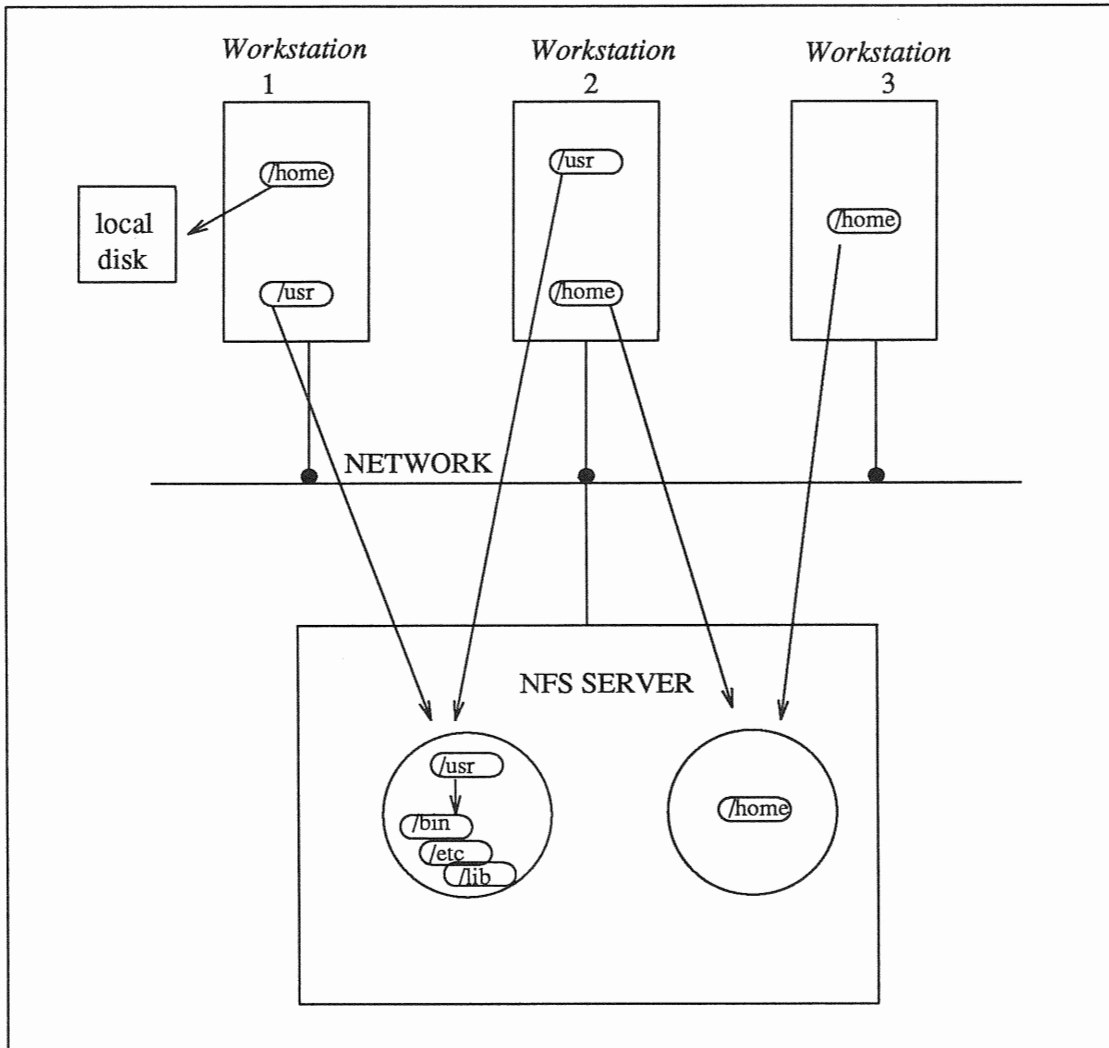 Workstation
1
Workstation
2
Workstation
3
/home
/usr
/home
local
disk
/usr
/home
NETWORK
NFS SERVER
/usr
/bin
/etc
/lib
/home